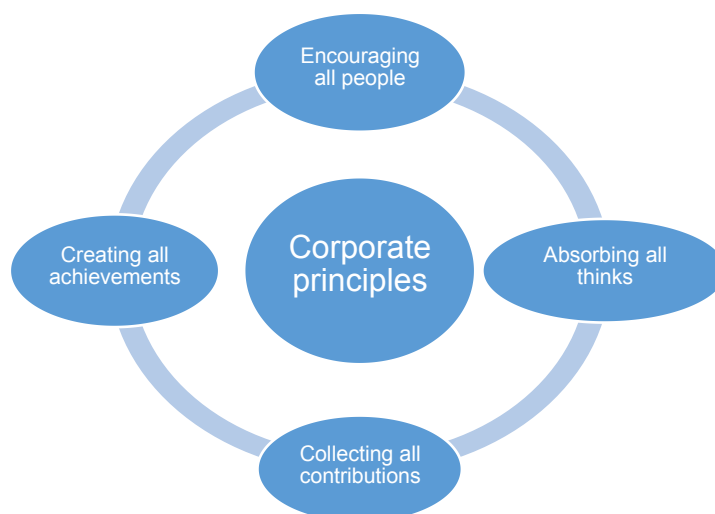 Encouraging
all people
Creating all
achievements
Corporate
principles
Absorbing all
thinks
Collecting all
contributions